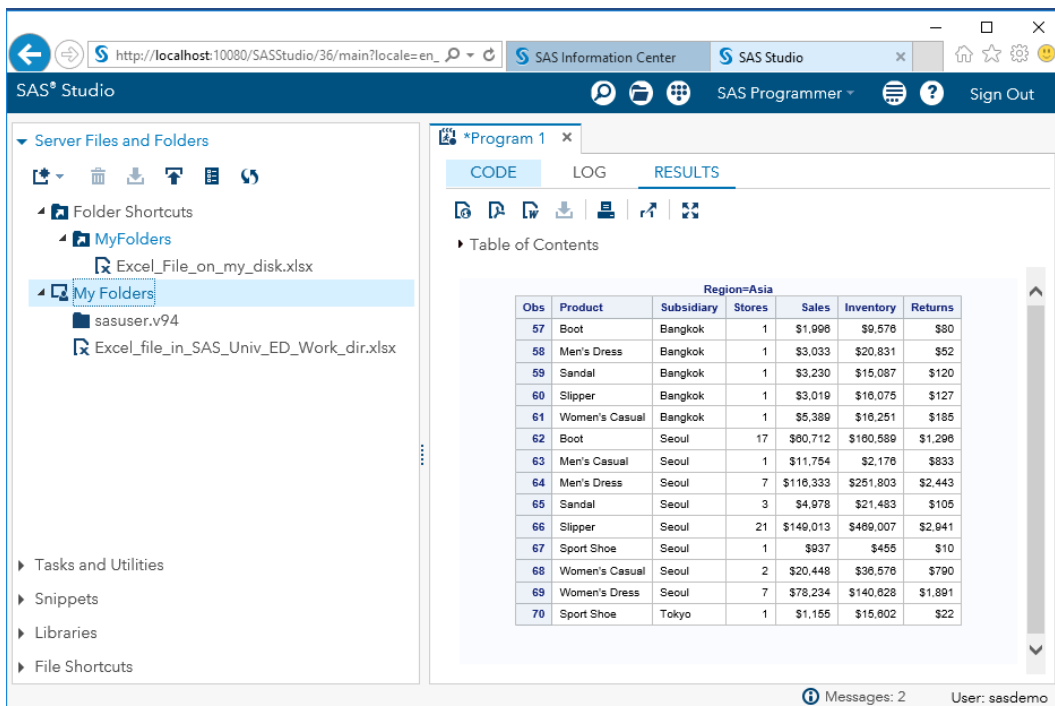 http://localhost:10080/SASStudio/36/main?locale=en_
SAS Information Center
SAS Studio
SAS® Studio
SAS Programmer
Sign Out
Server Files and Folders
Folder Shortcuts
MyFolders
Excel_File_on_my_disk.xlsx
My Folders
sasuser.v94
Excel_file_in_SAS_Univ_ED_Work_dir.xlsx
Tasks and Utilities
Snippets
Libraries
File Shortcuts
*Program 1
CODE LOG RESULTS
Table of Contents
Region=Asia
Obs Product Subsidiary Stores Sales Inventory Returns
57 Boot Bangkok 1 $1,996 $9,576 $80
58 Men's Dress Bangkok 1 $3,033 $20,831 $52
59 Sandal Bangkok 1 $3,230 $15,087 $120
60 Slipper Bangkok 1 $3,019 $16,075 $127
61 Women's Casual Bangkok 1 $5,389 $16,251 $185
62 Boot Seoul 17 $60,712 $160,589 $1,296
63 Men's Casual Seoul 1 $11,754 $2,176 $833
64 Men's Dress Seoul 7 $116,333 $251,803 $2,443
65 Sandal Seoul 3 $4,978 $21,483 $105
66 Slipper Seoul 21 $149,013 $469,007 $2,941
67 Sport Shoe Seoul 1 $937 $455 $10
68 Women's Casual Seoul 2 $20,448 $36,576 $790
69 Women's Dress Seoul 7 $78,234 $140,628 $1,891
70 Sport Shoe Tokyo 1 $1,155 $15,602 $22
Messages: 2
User: sasdemo